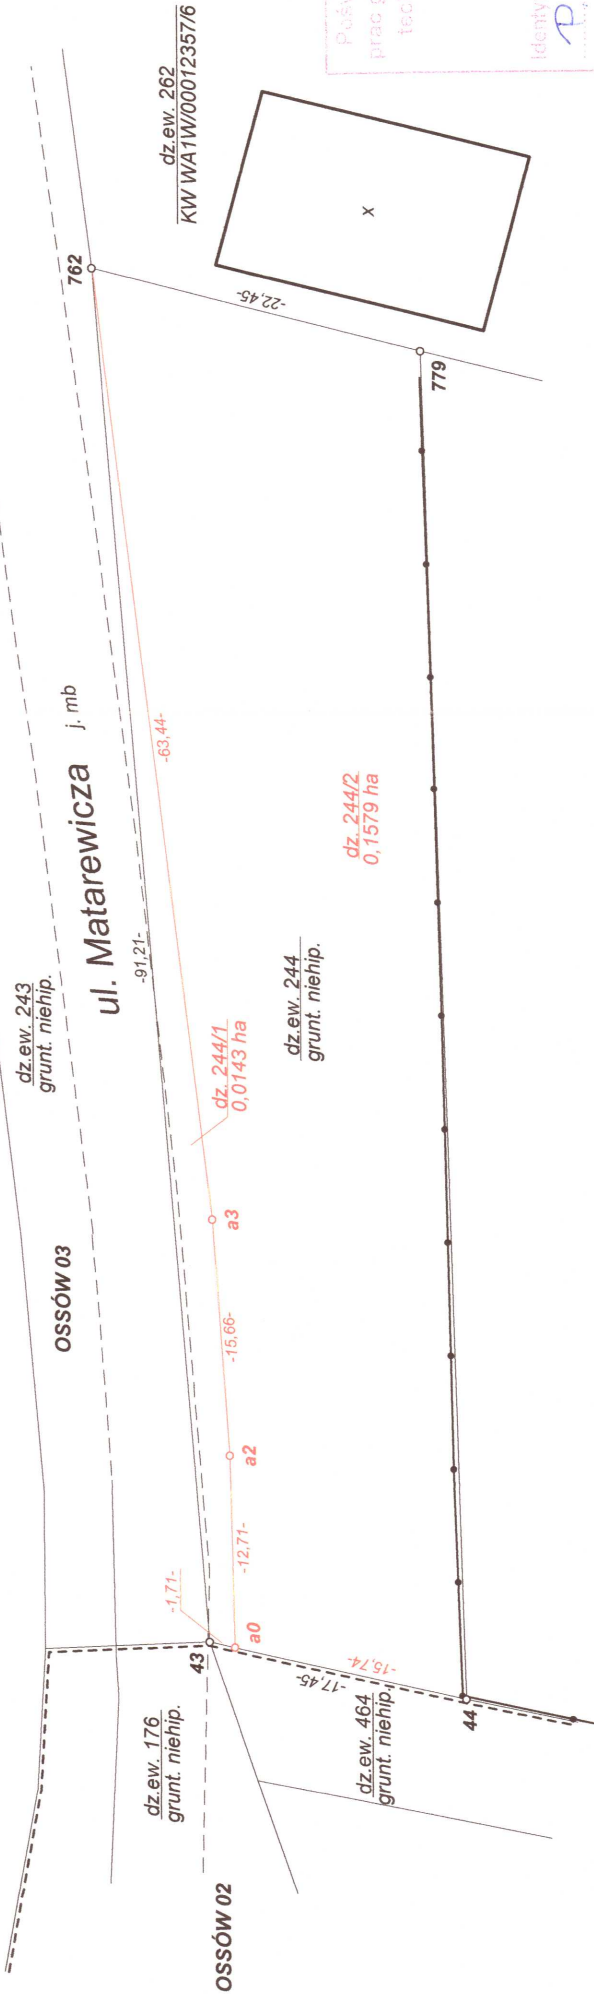 dz.ew. 262
KW WA1W/00012357/6
762
-22,45-
x
779
dz.ew. 243
grunt. niehip.
ul. Matarewicza
j. mb
-63,44-
-91,21-
dz. 244/2
0,1579 ha
dz.ew. 244
grunt. niehip.
dz. 244/1
0,0143 ha
OSSÓW 03
a3
-15,66-
a2
-12,71-
-1,71-
a0
43
-15,74-
-17,45-
44
dz.ew. 176
grunt. niehip.
dz.ew. 464
grunt. niehip.
OSSÓW 02
prac g